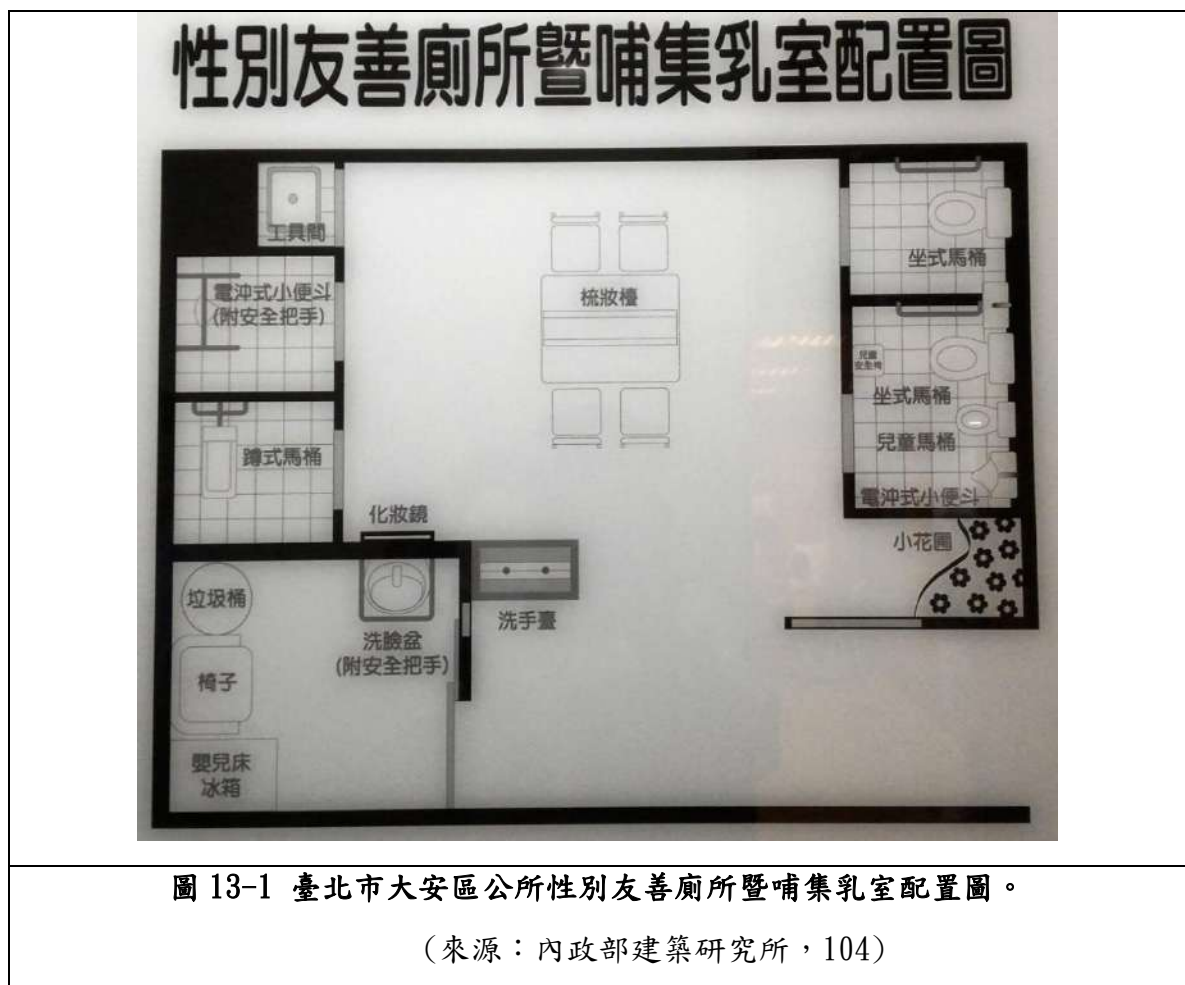 性別友善廁所暨哺集乳室配置圖
工具間
電沖式小便斗
(附安全把手)
蹲式馬桶
梳妝檯
坐式馬桶
兒童
安全椅
坐式馬桶
兒童馬桶
電沖式小便斗
小花圃
化妝鏡
洗手臺
垃圾桶
洗臉盆
(附安全把手)
椅子
嬰兒床
冰箱
圖 13-1 臺北市大安區公所性別友善廁所暨哺集乳室配置圖。
(來源：內政部建築研究所，104)